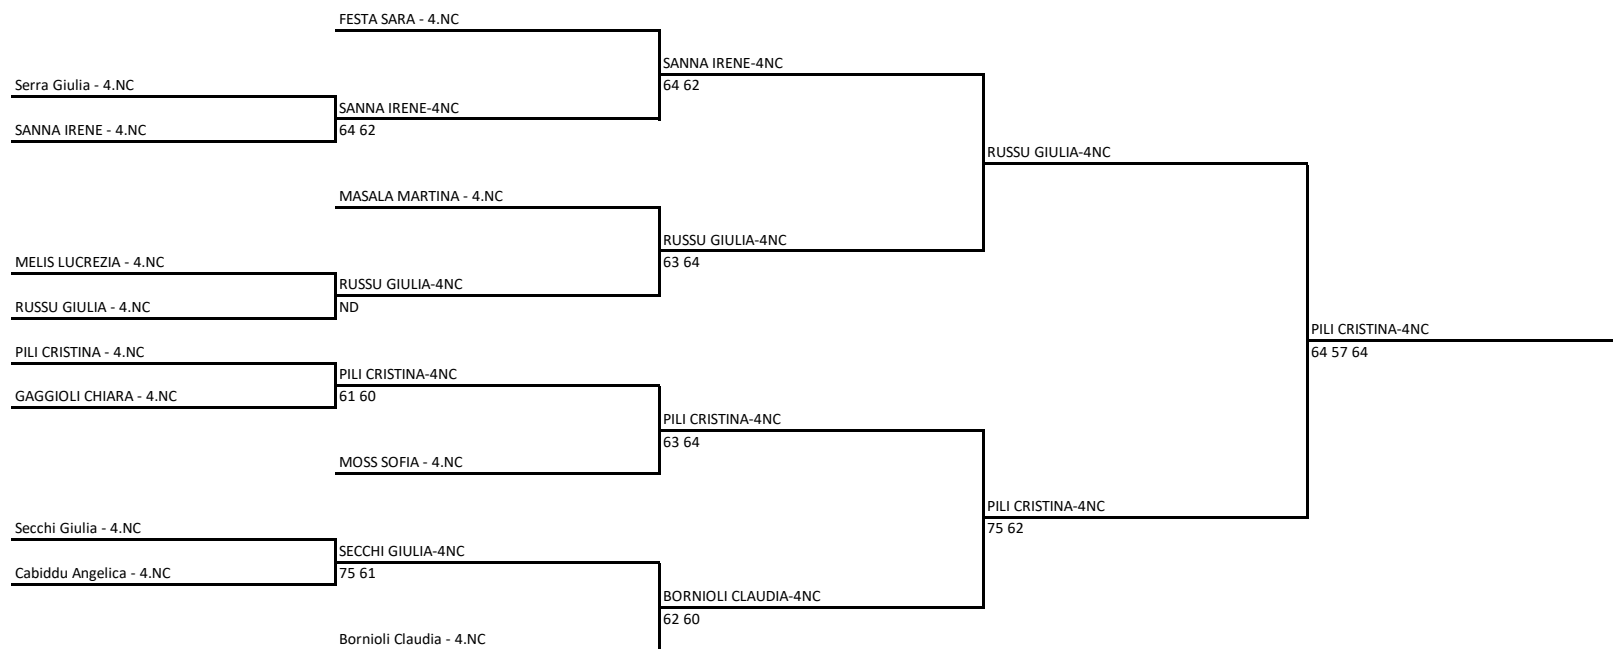 FESTA SARA - 4.NC
SANNA IRENE-4NC
64 62
Serra Giulia - 4.NC
SANNA IRENE-4NC
SANNA IRENE - 4.NC
64 62
RUSSU GIULIA-4NC
MASALA MARTINA - 4.NC
RUSSU GIULIA-4NC
63 64
MELIS LUCREZIA - 4.NC
RUSSU GIULIA-4NC
RUSSU GIULIA - 4.NC
ND
PILI CRISTINA-4NC
64 57 64
PILI CRISTINA - 4.NC
PILI CRISTINA-4NC
GAGGIOLI CHIARA - 4.NC
61 60
PILI CRISTINA-4NC
63 64
MOSS SOFIA - 4.NC
PILI CRISTINA-4NC
75 62
Secchi Giulia - 4.NC
SECCHI GIULIA-4NC
Cabiddu Angelica - 4.NC
75 61
BORNIOLI CLAUDIA-4NC
62 60
Bornioli Claudia - 4.NC